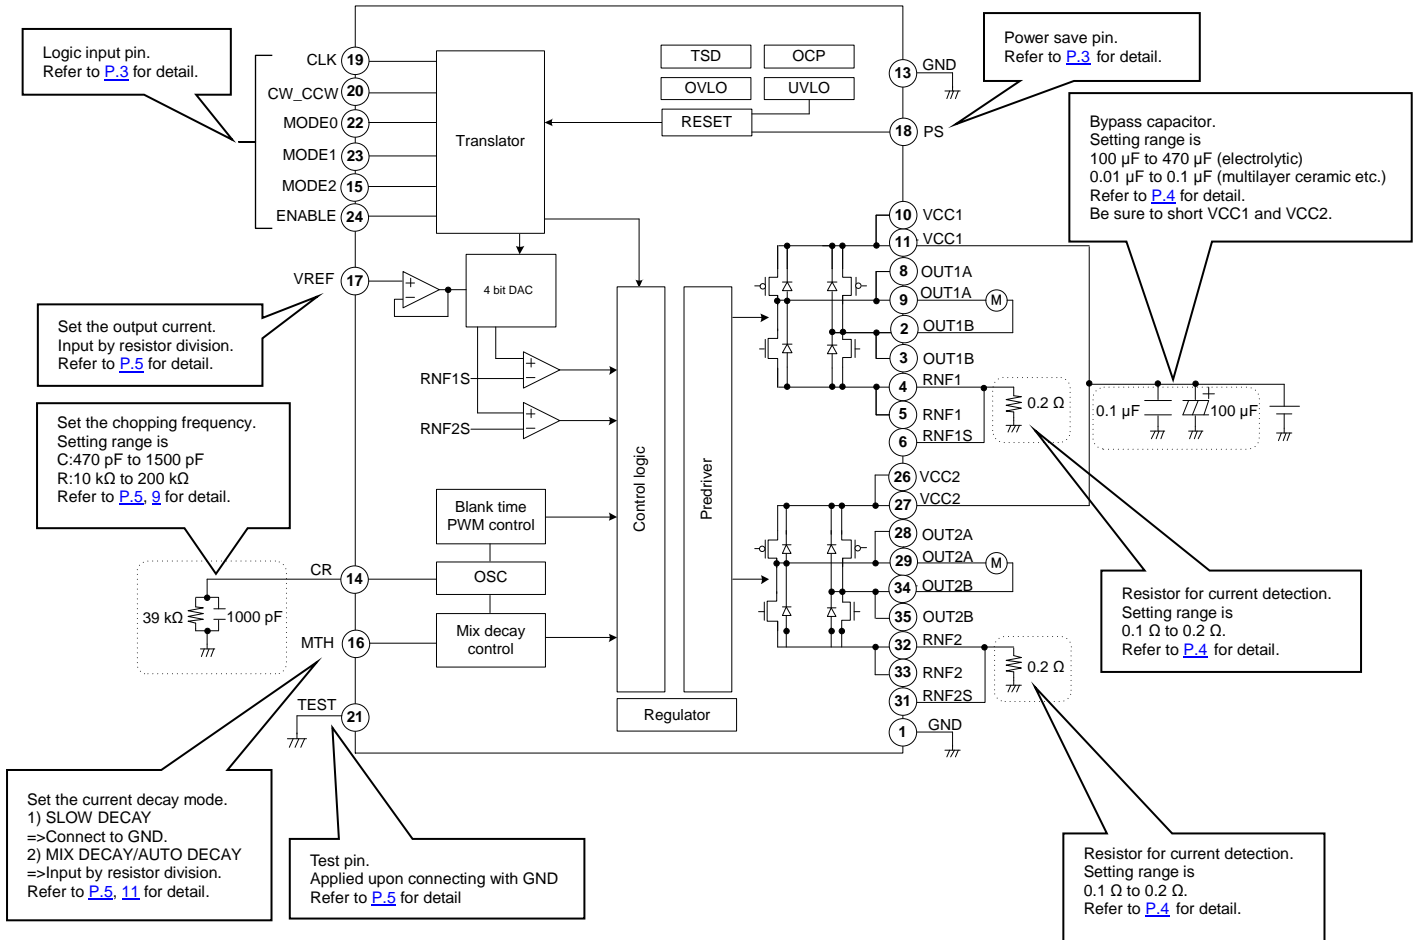 Logic input pin.
Refer to P.3 for detail.
CLK 19
CW_CCW 20
MODE0 22
MODE1 23
MODE2 15
ENABLE 24
Translator
TSD
OCP
OVLO
UVLO
RESET
13 GND
18 PS
Power save pin.
Refer to P.3 for detail.
Bypass capacitor.
Setting range is
100 µF to 470 µF (electrolytic)
0.01 µF to 0.1 µF (multilayer ceramic etc.)
Refer to P.4 for detail.
Be sure to short VCC1 and VCC2.
VREF 17
+
−
4 bit DAC
Set the output current.
Input by resistor division.
Refer to P.5 for detail.
RNF1S
+
−
RNF2S
+
−
Set the chopping frequency.
Setting range is
C:470 pF to 1500 pF
R:10 kΩ to 200 kΩ
Refer to P.5, 9 for detail.
Control logic
Predriver
10 VCC1
11 VCC1
8 OUT1A
9 OUT1A
M
2 OUT1B
3 OUT1B
4 RNF1
5 RNF1
6 RNF1S
0.2 Ω
0.1 µF
+
100 µF
26 VCC2
27 VCC2
28 OUT2A
29 OUT2A
M
34 OUT2B
35 OUT2B
32 RNF2
33 RNF2
31 RNF2S
0.2 Ω
1 GND
Blank time
PWM control
OSC
Mix decay
control
Regulator
CR 14
39 kΩ
1000 pF
MTH 16
TEST 21
Resistor for current detection.
Setting range is
0.1 Ω to 0.2 Ω.
Refer to P.4 for detail.
Set the current decay mode.
1) SLOW DECAY
=>Connect to GND.
2) MIX DECAY/AUTO DECAY
=>Input by resistor division.
Refer to P.5, 11 for detail.
Test pin.
Applied upon connecting with GND
Refer to P.5 for detail
Resistor for current detection.
Setting range is
0.1 Ω to 0.2 Ω.
Refer to P.4 for detail.